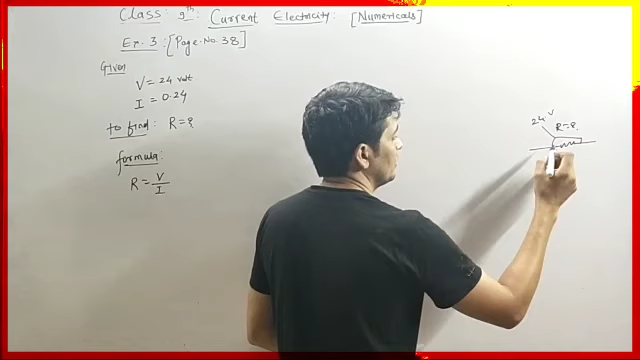 Class: 9th: Current Electricity: [Numericals]
Ex. 3: [Page No. 38]
Given
V = 24 volt
I = 0.24
to find: R = ?
formula:
R = V/I
24 V
R = ?